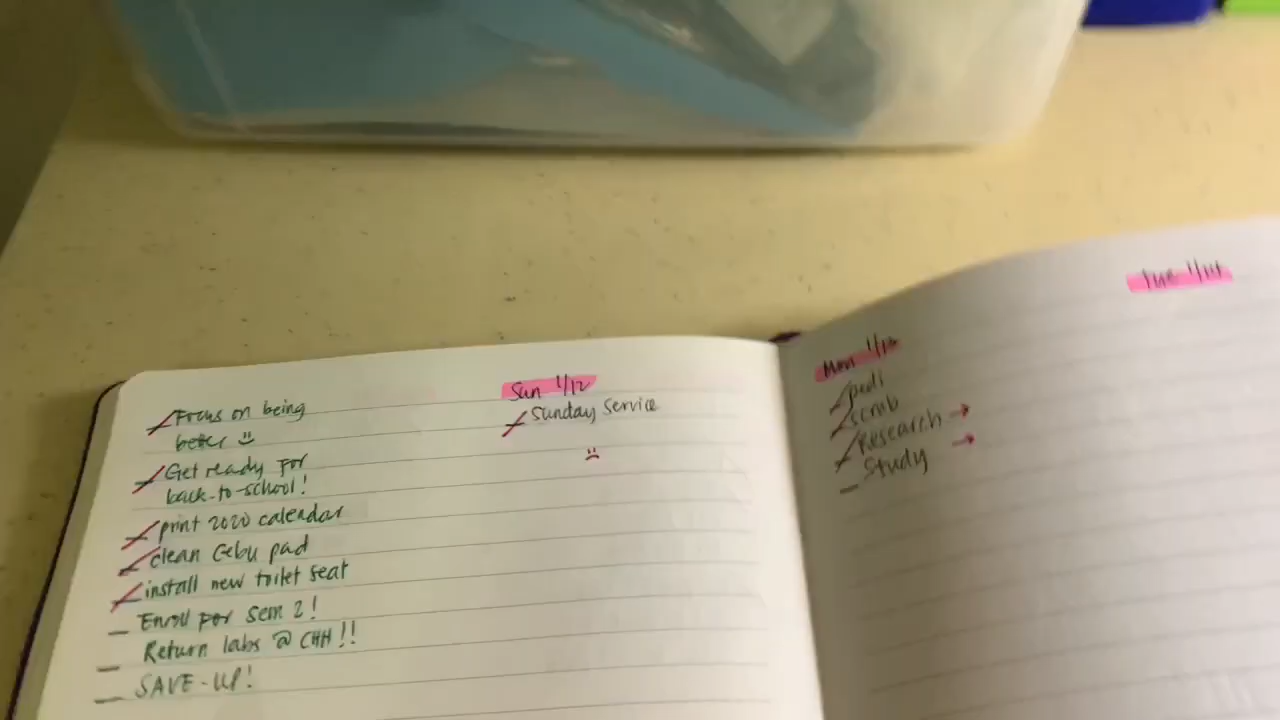 Focus on being
better
Get ready for
back-to-school!
print 2020 calendar
clean Cebu pad
install new toilet seat
Enroll for sem 2!
Return labs @ CHH!!
SAVE-UP!
Sun 1/12
Sunday Service
Mon 1/13
pedi
scmb
Research →
Study →
Tue 1/14